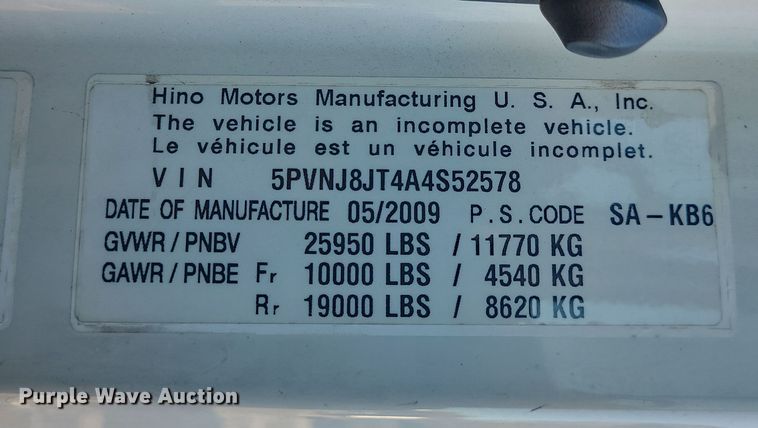 Hino Motors Manufacturing U. S. A., Inc.
The vehicle is an incomplete vehicle.
Le véhicule est un véhicule incomplet.
VIN 5PVNJ8JT4A4S52578
DATE OF MANUFACTURE 05/2009 P.S.CODE SA-KB6
GVWR/PNBV 25950 LBS / 11770 KG
GAWR/PNBE Fr 10000 LBS / 4540 KG
Rr 19000 LBS / 8620 KG
Purple Wave Auction